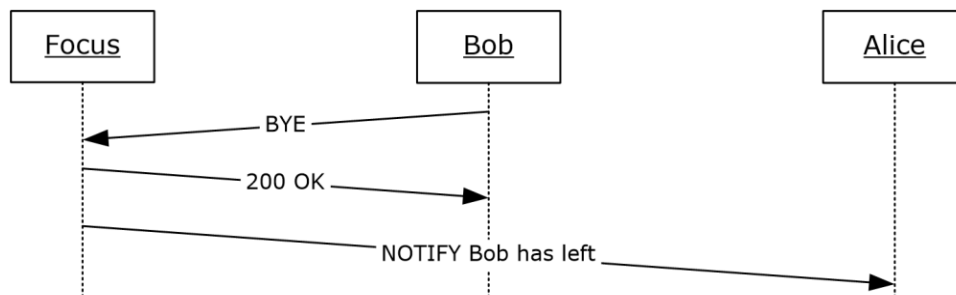 Focus
Bob
Alice
BYE
200 OK
NOTIFY Bob has left